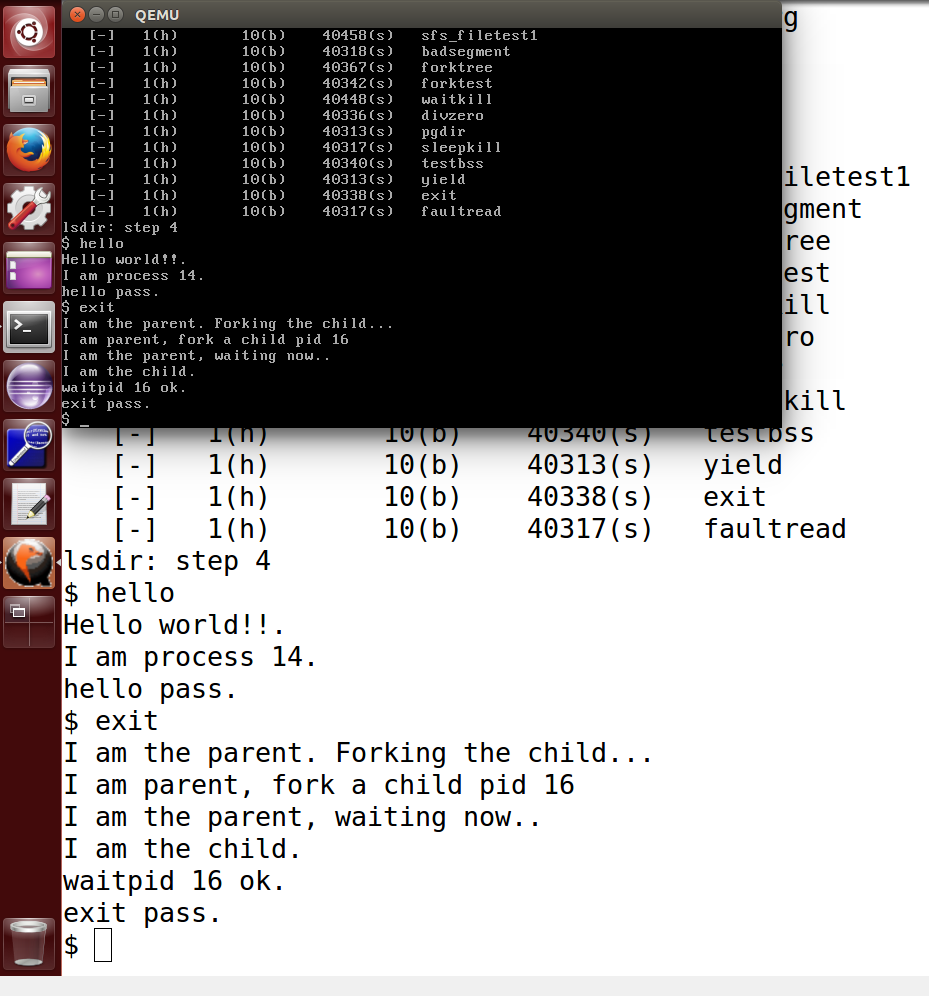 QEMU
[-] 1(h) 10(b) 40458(s) sfs_filetest1
[-] 1(h) 10(b) 40318(s) badsegment
[-] 1(h) 10(b) 40367(s) forktree
[-] 1(h) 10(b) 40342(s) forktest
[-] 1(h) 10(b) 40448(s) waitkill
[-] 1(h) 10(b) 40336(s) divzero
[-] 1(h) 10(b) 40313(s) pgdir
[-] 1(h) 10(b) 40317(s) sleepkill
[-] 1(h) 10(b) 40340(s) testbss
[-] 1(h) 10(b) 40313(s) yield
[-] 1(h) 10(b) 40338(s) exit
[-] 1(h) 10(b) 40317(s) faultread
lsdir: step 4
$ hello
Hello world!!.
I am process 14.
hello pass.
$ exit
I am the parent. Forking the child...
I am parent, fork a child pid 16
I am the parent, waiting now..
I am the child.
waitpid 16 ok.
exit pass.
$ _
g
iletest1
gment
ree
est
ill
ro
kill
[-] 1(h) 10(b) 40340(s) testbss
[-] 1(h) 10(b) 40313(s) yield
[-] 1(h) 10(b) 40338(s) exit
[-] 1(h) 10(b) 40317(s) faultread
lsdir: step 4
$ hello
Hello world!!.
I am process 14.
hello pass.
$ exit
I am the parent. Forking the child...
I am parent, fork a child pid 16
I am the parent, waiting now..
I am the child.
waitpid 16 ok.
exit pass.
$